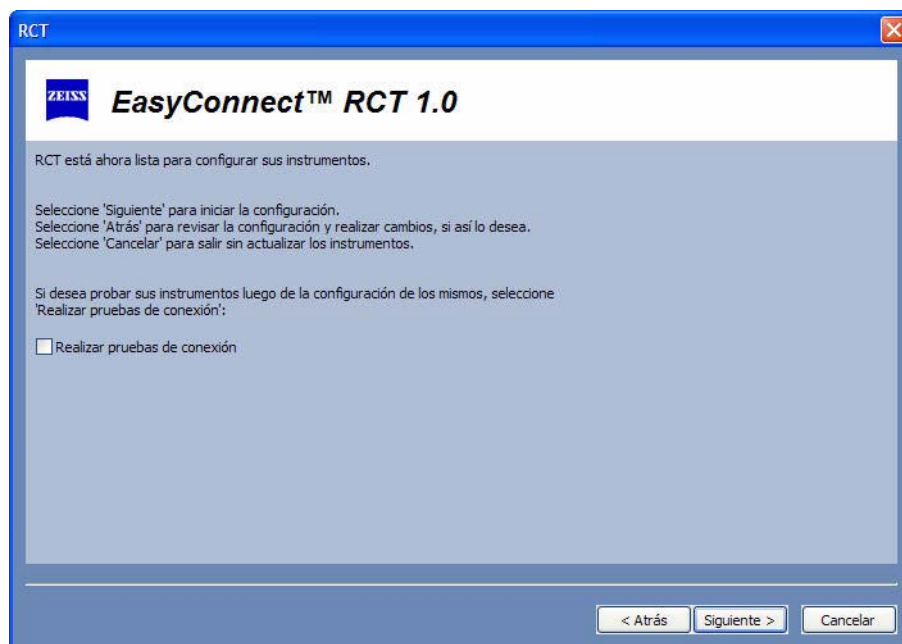 RCT
ZEISS
EasyConnect™ RCT 1.0
RCT está ahora lista para configurar sus instrumentos.
Seleccione 'Siguiente' para iniciar la configuración.
Seleccione 'Atrás' para revisar la configuración y realizar cambios, si así lo desea.
Seleccione 'Cancelar' para salir sin actualizar los instrumentos.
Si desea probar sus instrumentos luego de la configuración de los mismos, seleccione
'Realizar pruebas de conexión':
Realizar pruebas de conexión
< Atrás
Siguiente >
Cancelar